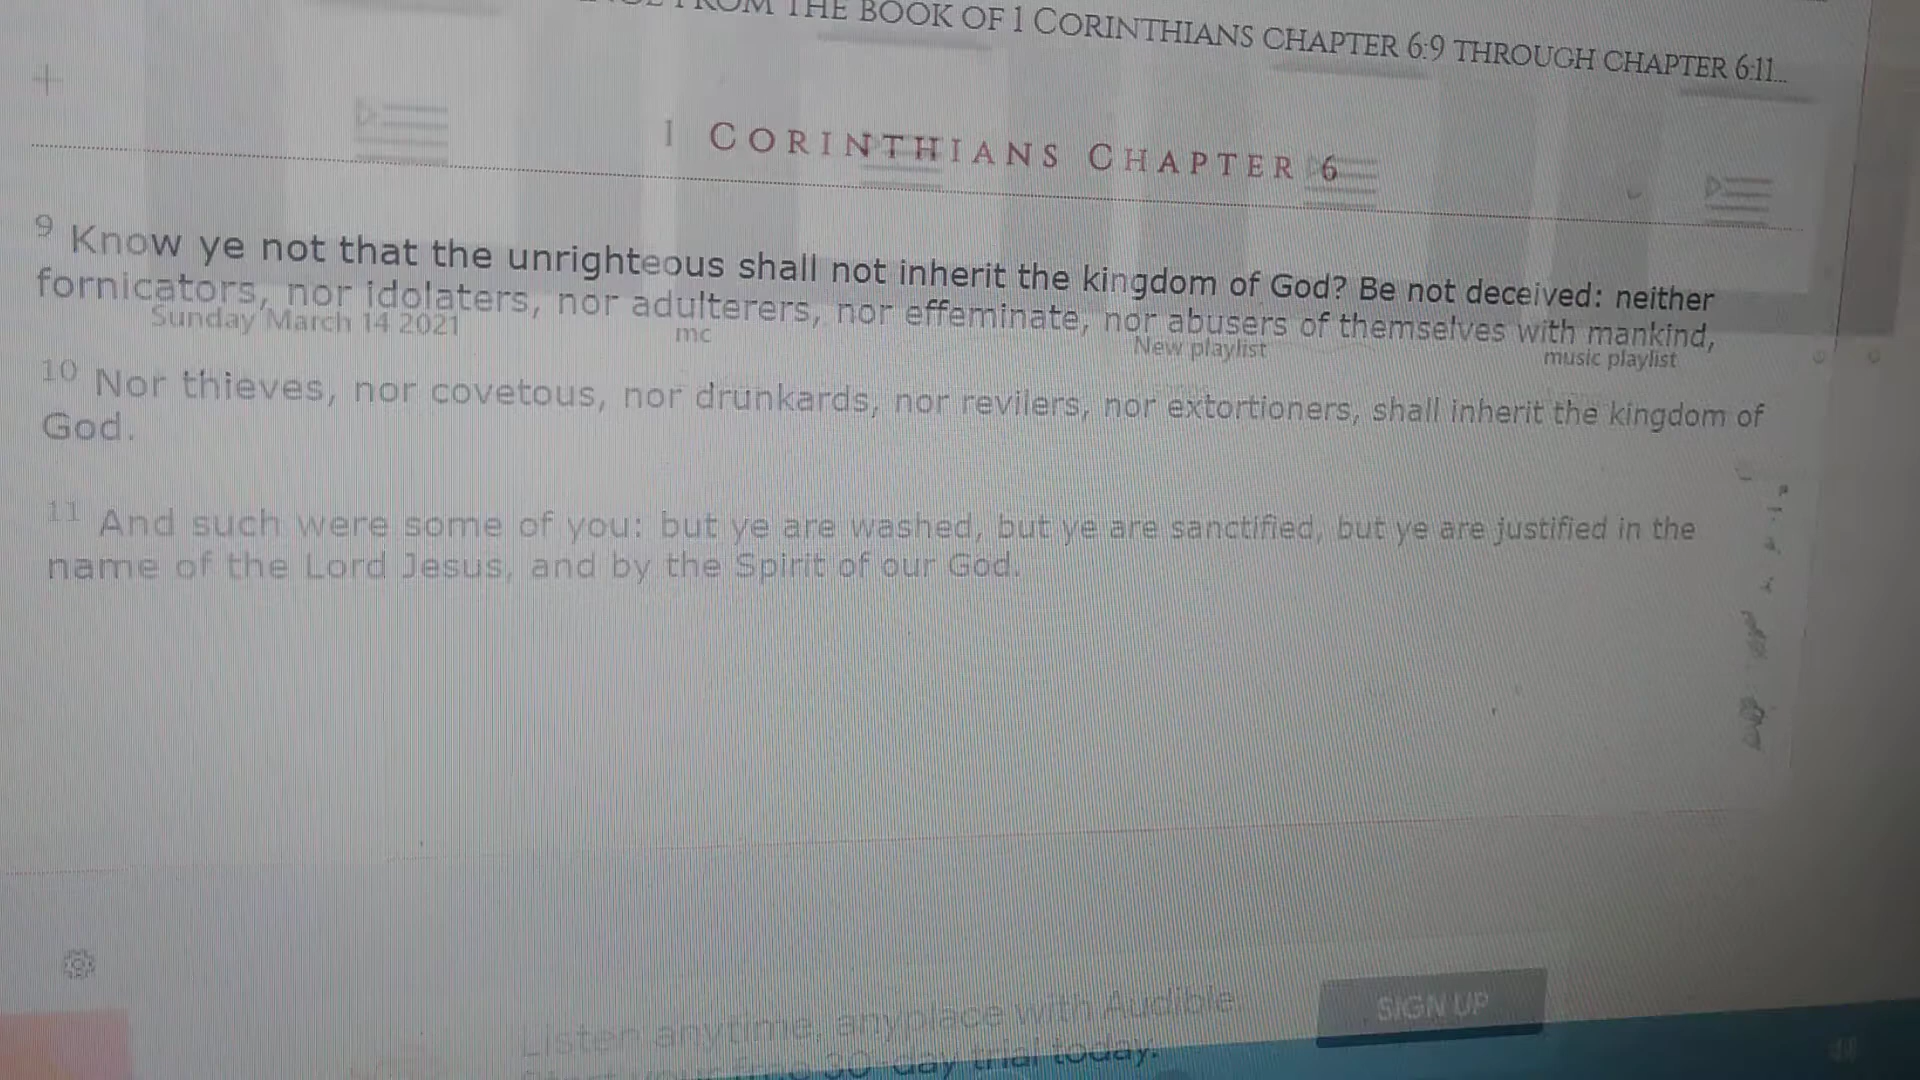 FROM THE BOOK OF 1 CORINTHIANS CHAPTER 6:9 THROUGH CHAPTER 6:11...
1 CORINTHIANS CHAPTER 6
9 Know ye not that the unrighteous shall not inherit the kingdom of God? Be not deceived: neither
fornicators, nor idolaters, nor adulterers, nor effeminate, nor abusers of themselves with mankind,
Sunday March 14 2021
mc
New playlist
music playlist
10 Nor thieves, nor covetous, nor drunkards, nor revilers, nor extortioners, shall inherit the kingdom of
God.
11 And such were some of you: but ye are washed, but ye are sanctified, but ye are justified in the
name of the Lord Jesus, and by the Spirit of our God.
Listen anytime, anyplace with Audible.
SIGN UP
30-day trial today.